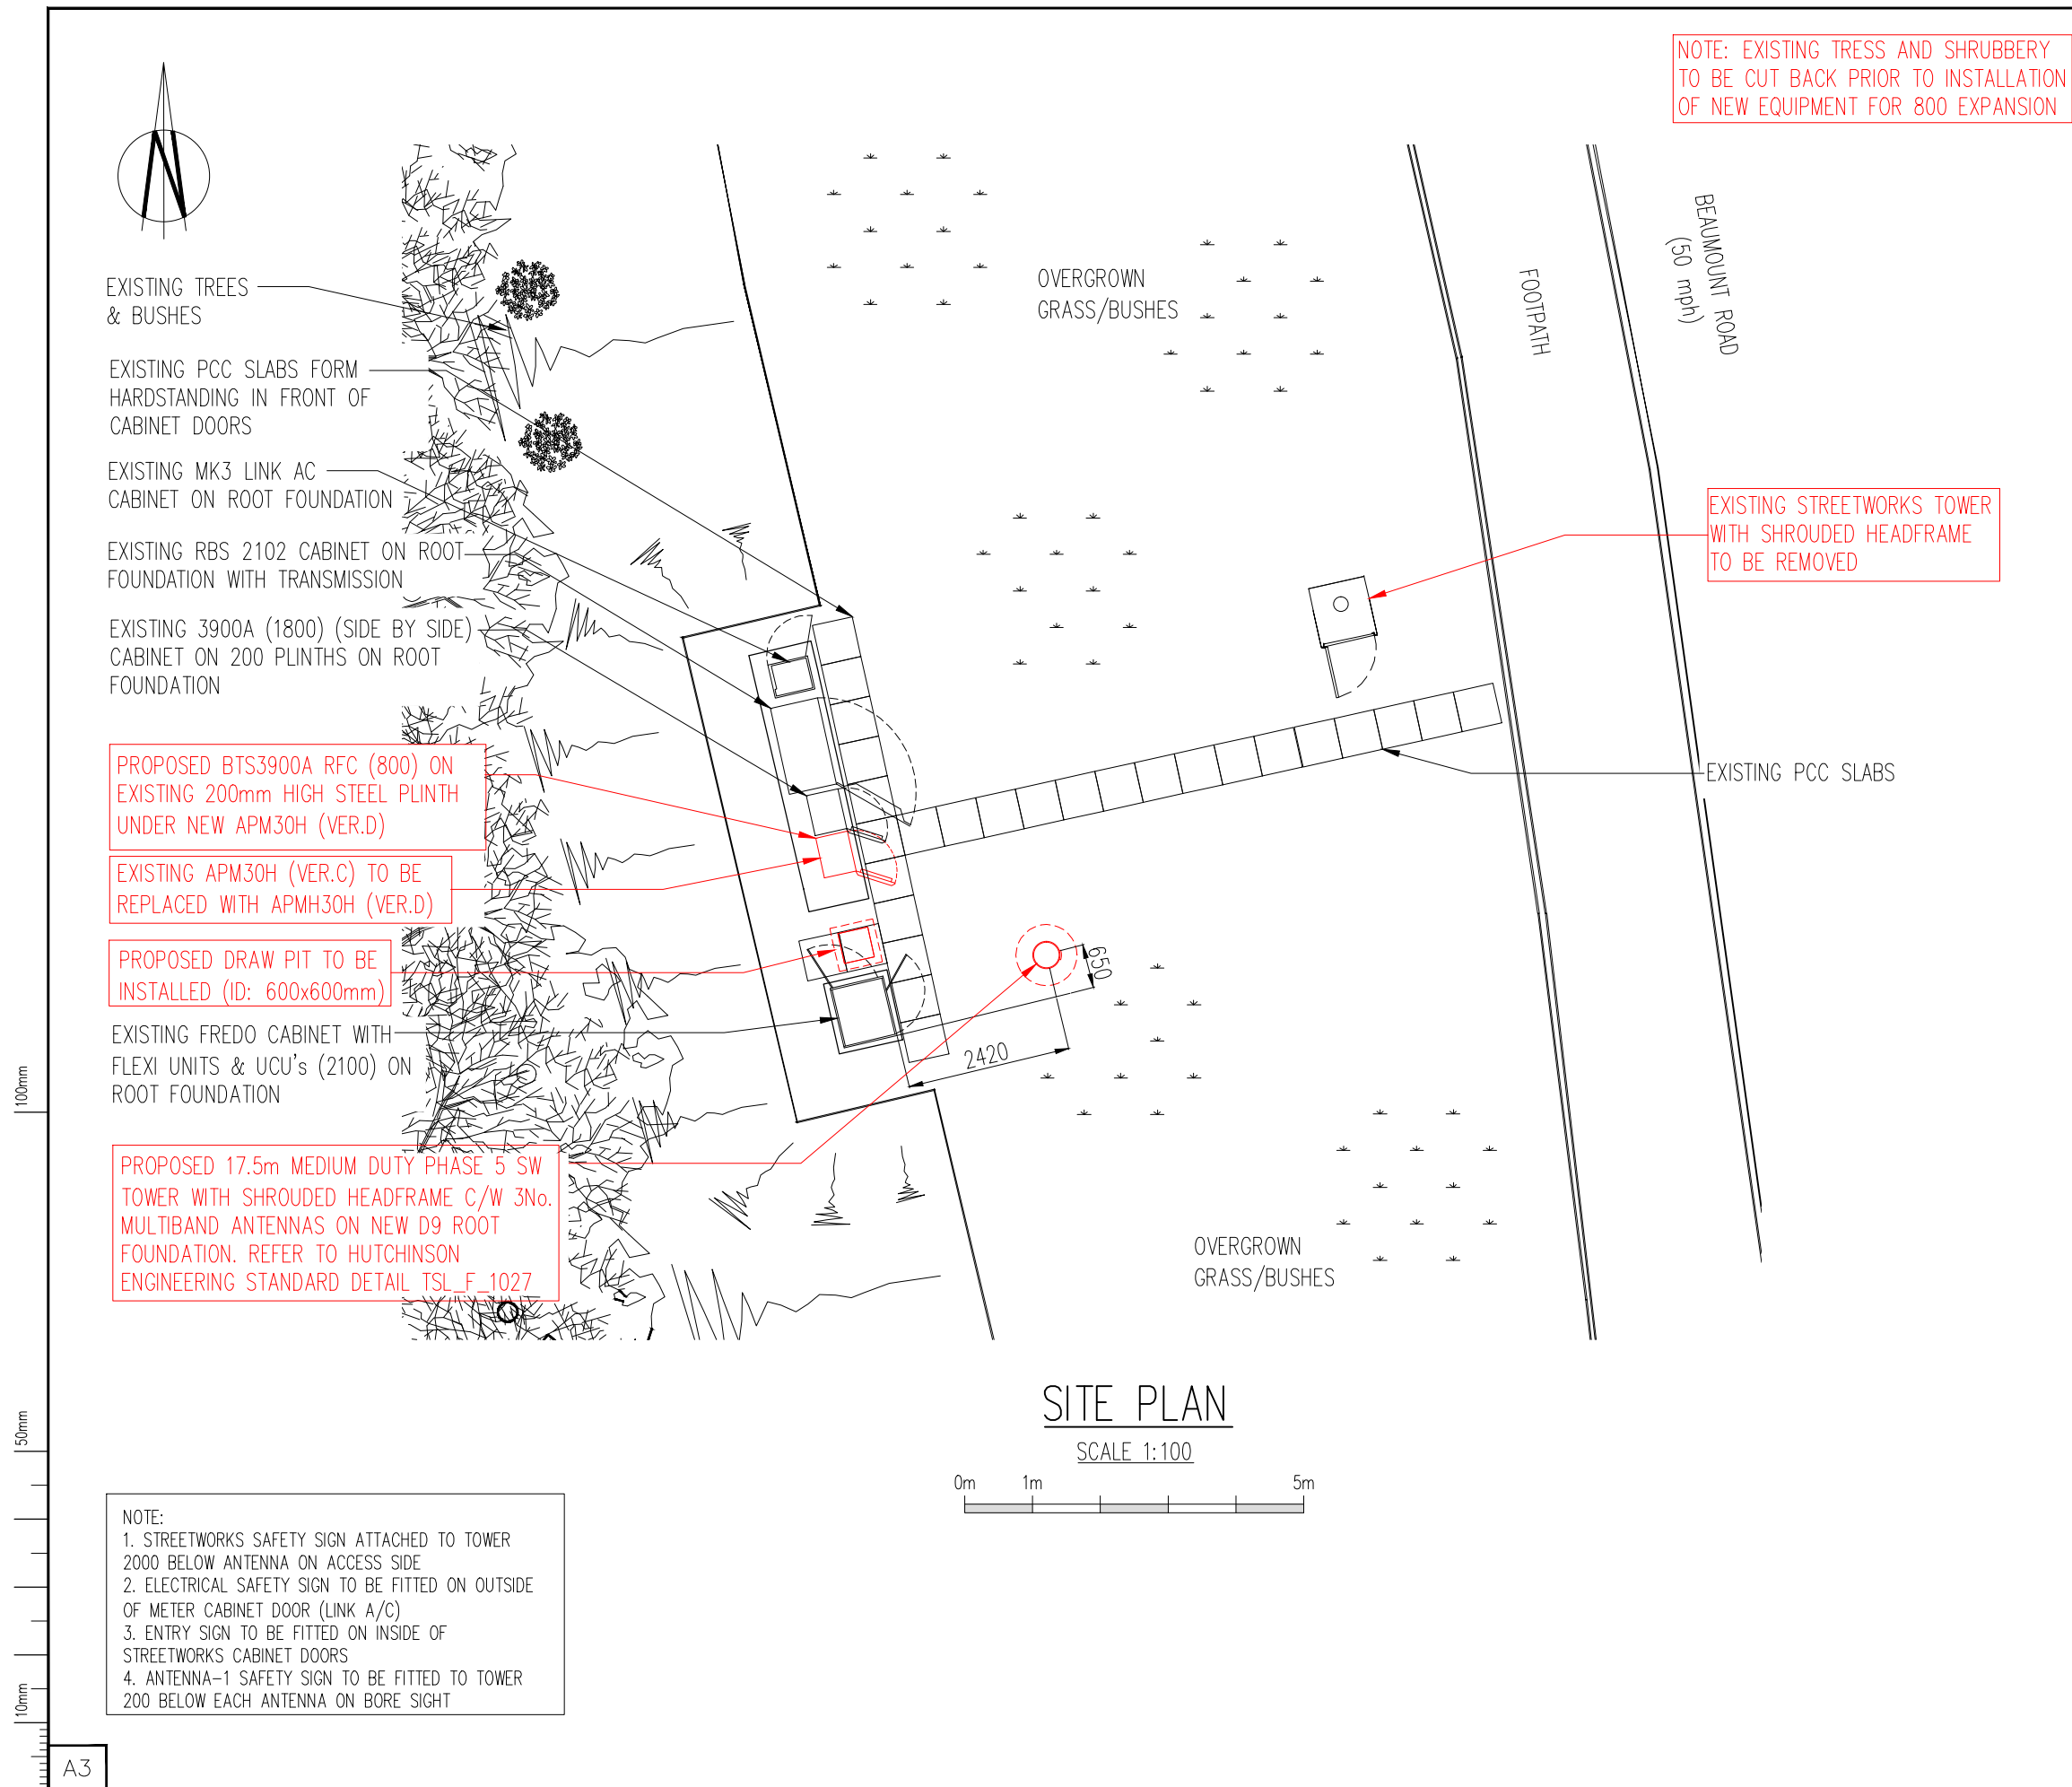 NOTE: EXISTING TRESS AND SHRUBBERY
TO BE CUT BACK PRIOR TO INSTALLATION
OF NEW EQUIPMENT FOR 800 EXPANSION
N
BEAUMOUNT ROAD
(50 mph)
FOOTPATH
OVERGROWN
GRASS/BUSHES
EXISTING TREES
& BUSHES
EXISTING PCC SLABS FORM
HARDSTANDING IN FRONT OF
CABINET DOORS
EXISTING MK3 LINK AC
CABINET ON ROOT FOUNDATION
EXISTING RBS 2102 CABINET ON ROOT
FOUNDATION WITH TRANSMISSION
EXISTING 3900A (1800) (SIDE BY SIDE)
CABINET ON 200 PLINTHS ON ROOT
FOUNDATION
EXISTING STREETWORKS TOWER
WITH SHROUDED HEADFRAME
TO BE REMOVED
PROPOSED BTS3900A RFC (800) ON
EXISTING 200mm HIGH STEEL PLINTH
UNDER NEW APM30H (VER.D)
EXISTING PCC SLABS
EXISTING APM30H (VER.C) TO BE
REPLACED WITH APMH30H (VER.D)
PROPOSED DRAW PIT TO BE
INSTALLED (ID: 600x600mm)
650
2420
EXISTING FREDO CABINET WITH
FLEXI UNITS & UCU's (2100) ON
ROOT FOUNDATION
PROPOSED 17.5m MEDIUM DUTY PHASE 5 SW
TOWER WITH SHROUDED HEADFRAME C/W 3No.
MULTIBAND ANTENNAS ON NEW D9 ROOT
FOUNDATION. REFER TO HUTCHINSON
ENGINEERING STANDARD DETAIL TSL_F_1027
OVERGROWN
GRASS/BUSHES
SITE PLAN
SCALE 1:100
0m 1m 5m
NOTE:
1. STREETWORKS SAFETY SIGN ATTACHED TO TOWER
2000 BELOW ANTENNA ON ACCESS SIDE
2. ELECTRICAL SAFETY SIGN TO BE FITTED ON OUTSIDE
OF METER CABINET DOOR (LINK A/C)
3. ENTRY SIGN TO BE FITTED ON INSIDE OF
STREETWORKS CABINET DOORS
4. ANTENNA-1 SAFETY SIGN TO BE FITTED TO TOWER
200 BELOW EACH ANTENNA ON BORE SIGHT
100mm
50mm
10mm
A3